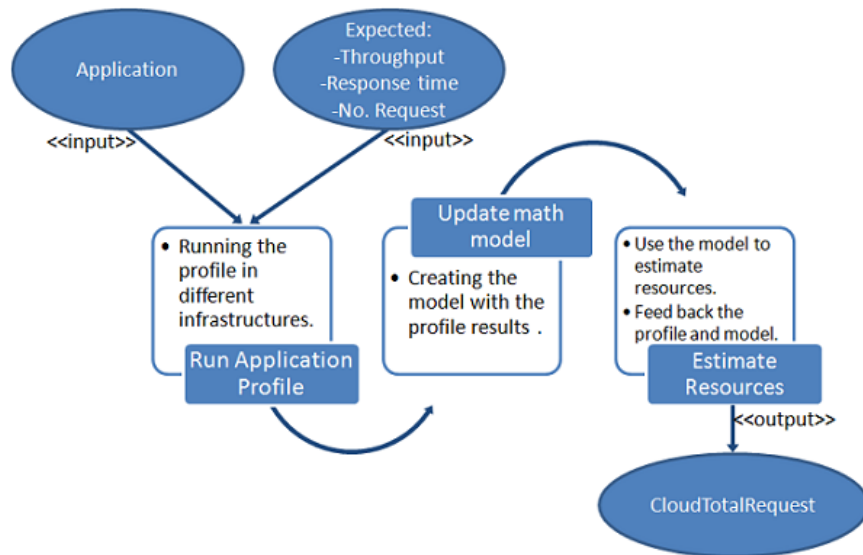 Application
Expected:
-Throughput
-Response time
-No. Request
<<input>>
<<input>>
• Running the
profile in
different
infrastructures.
Run Application
Profile
Update math
model
• Creating the
model with the
profile results .
• Use the model to
estimate
resources.
• Feed back the
profile and model.
Estimate
Resources
<<output>>
CloudTotalRequest